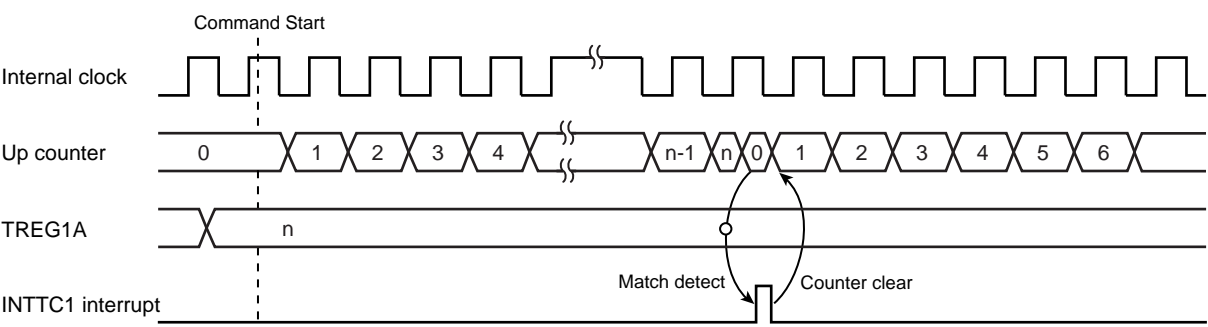 Command Start
Internal clock
Up counter 0 1 2 3 4 n-1 n 0 1 2 3 4 5 6
TREG1A n
Match detect Counter clear
INTTC1 interrupt